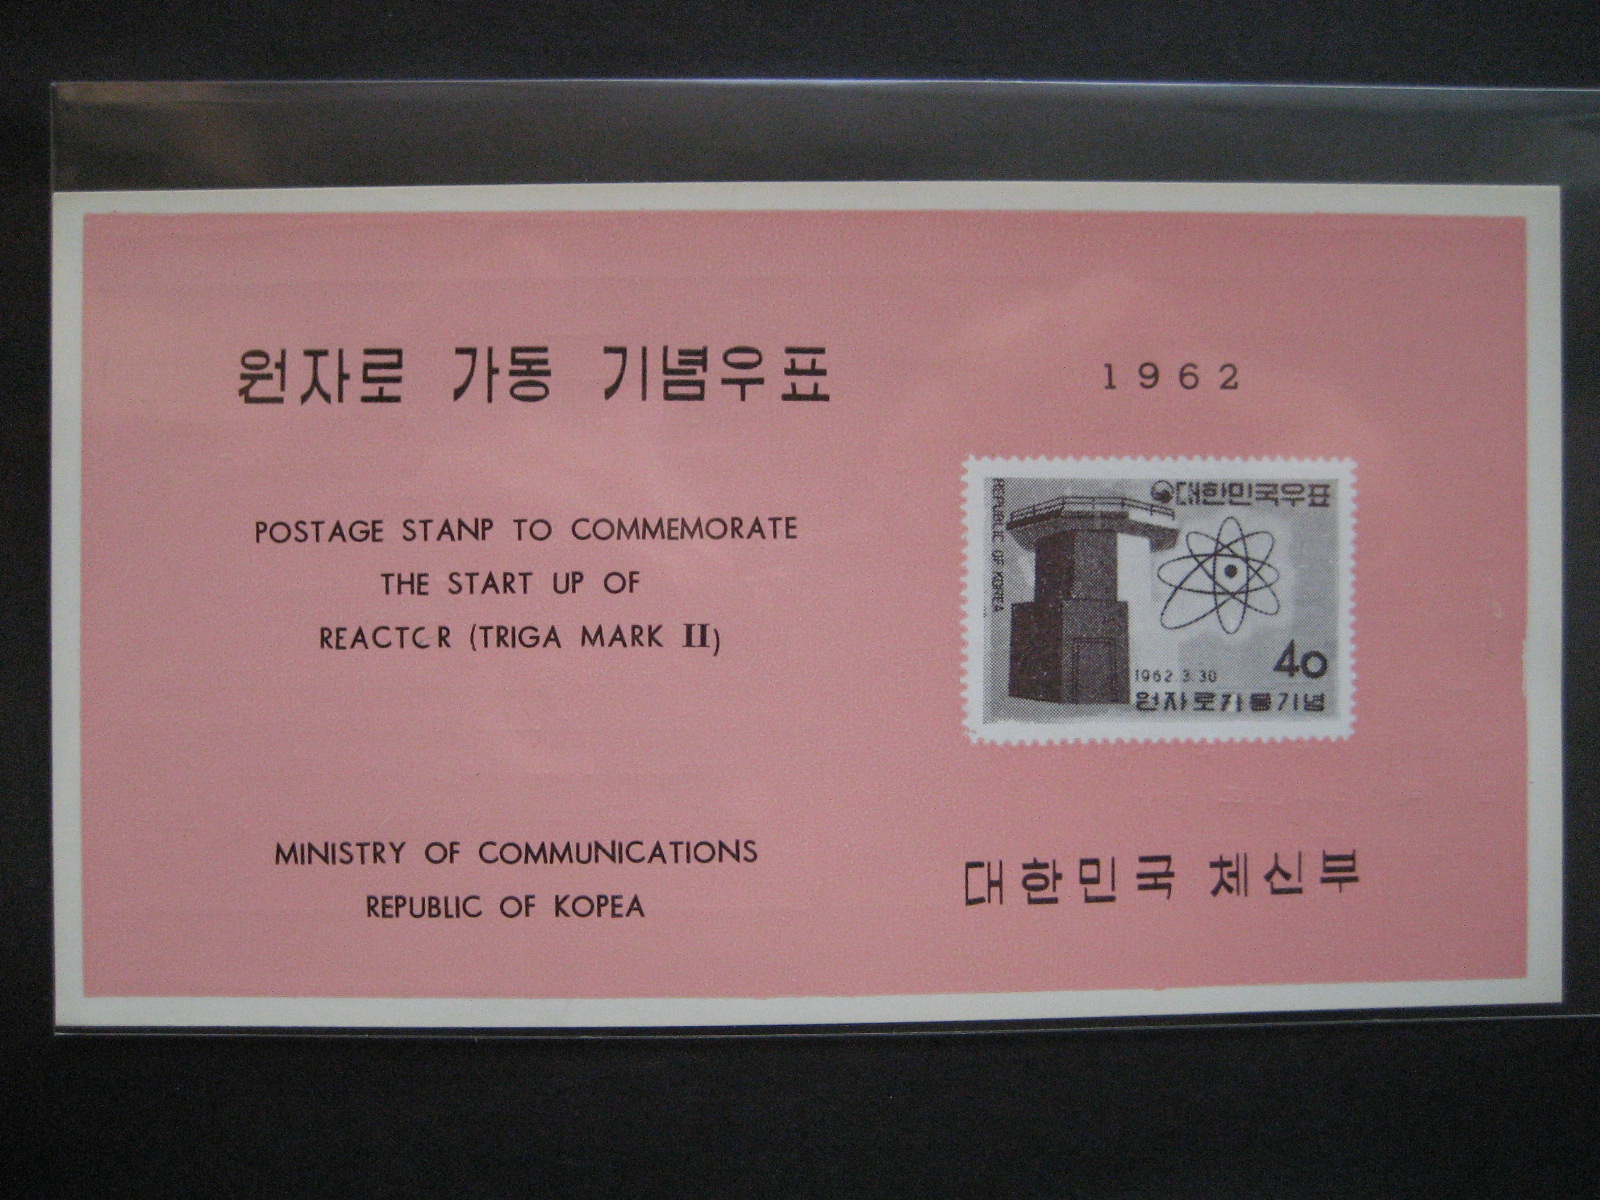 원자로 가동 기념우표
1962
POSTAGE STANP TO COMMEMORATE
THE START UP OF
REACTCR (TRIGA MARK II)
REPUBLIC OF KOREA
대한민국우표
40
1962.3.30
원자로가동기념
MINISTRY OF COMMUNICATIONS
REPUBLIC OF KOPEA
대한민국 체신부